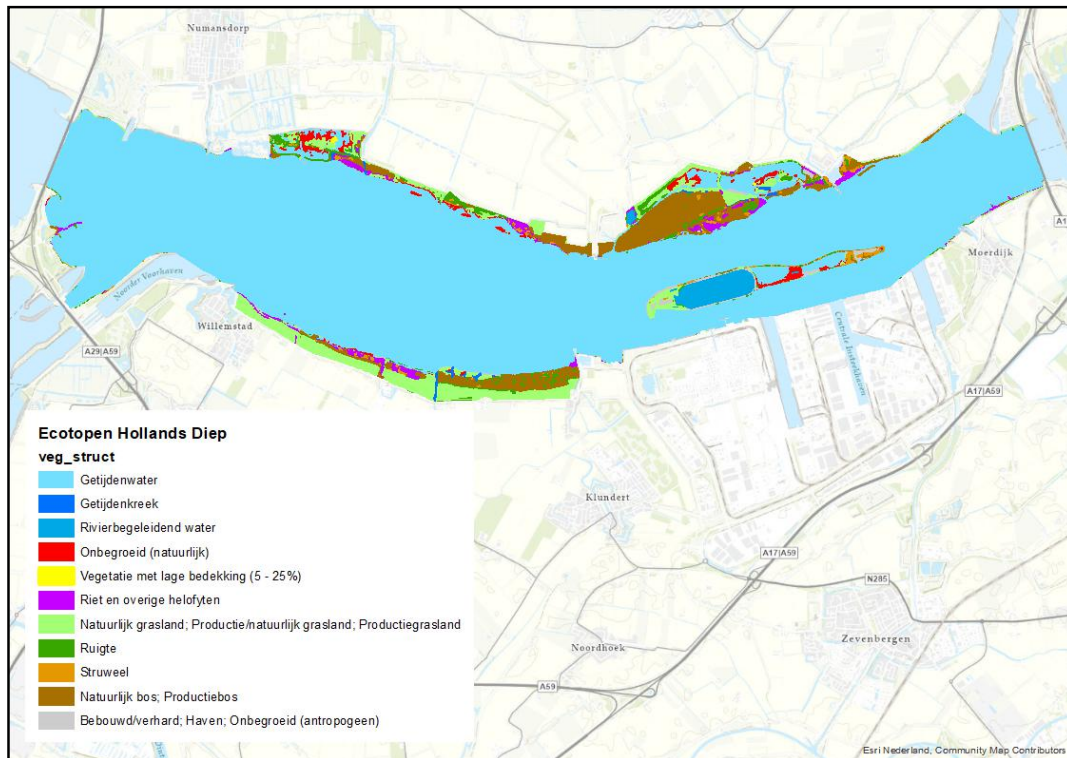 Numansdorp
Noorder Voorhaven
Willemstad
A29|A59
Moerdijk
Centrale Insteekhaven
A17|A59
Klundert
A17|A59
N285
Zevenbergen
Noordhoek
A59
Ecotopen Hollands Diep
veg_struct
Getijdenwater
Getijdenkreek
Rivierbegeleidend water
Onbegroeid (natuurlijk)
Vegetatie met lage bedekking (5 - 25%)
Riet en overige helofyten
Natuurlijk grasland; Productie/natuurlijk grasland; Productiegrasland
Ruigte
Struweel
Natuurlijk bos; Productiebos
Bebouwd/verhard; Haven; Onbegroeid (antropogeen)
Esri Nederland, Community Map Contributors